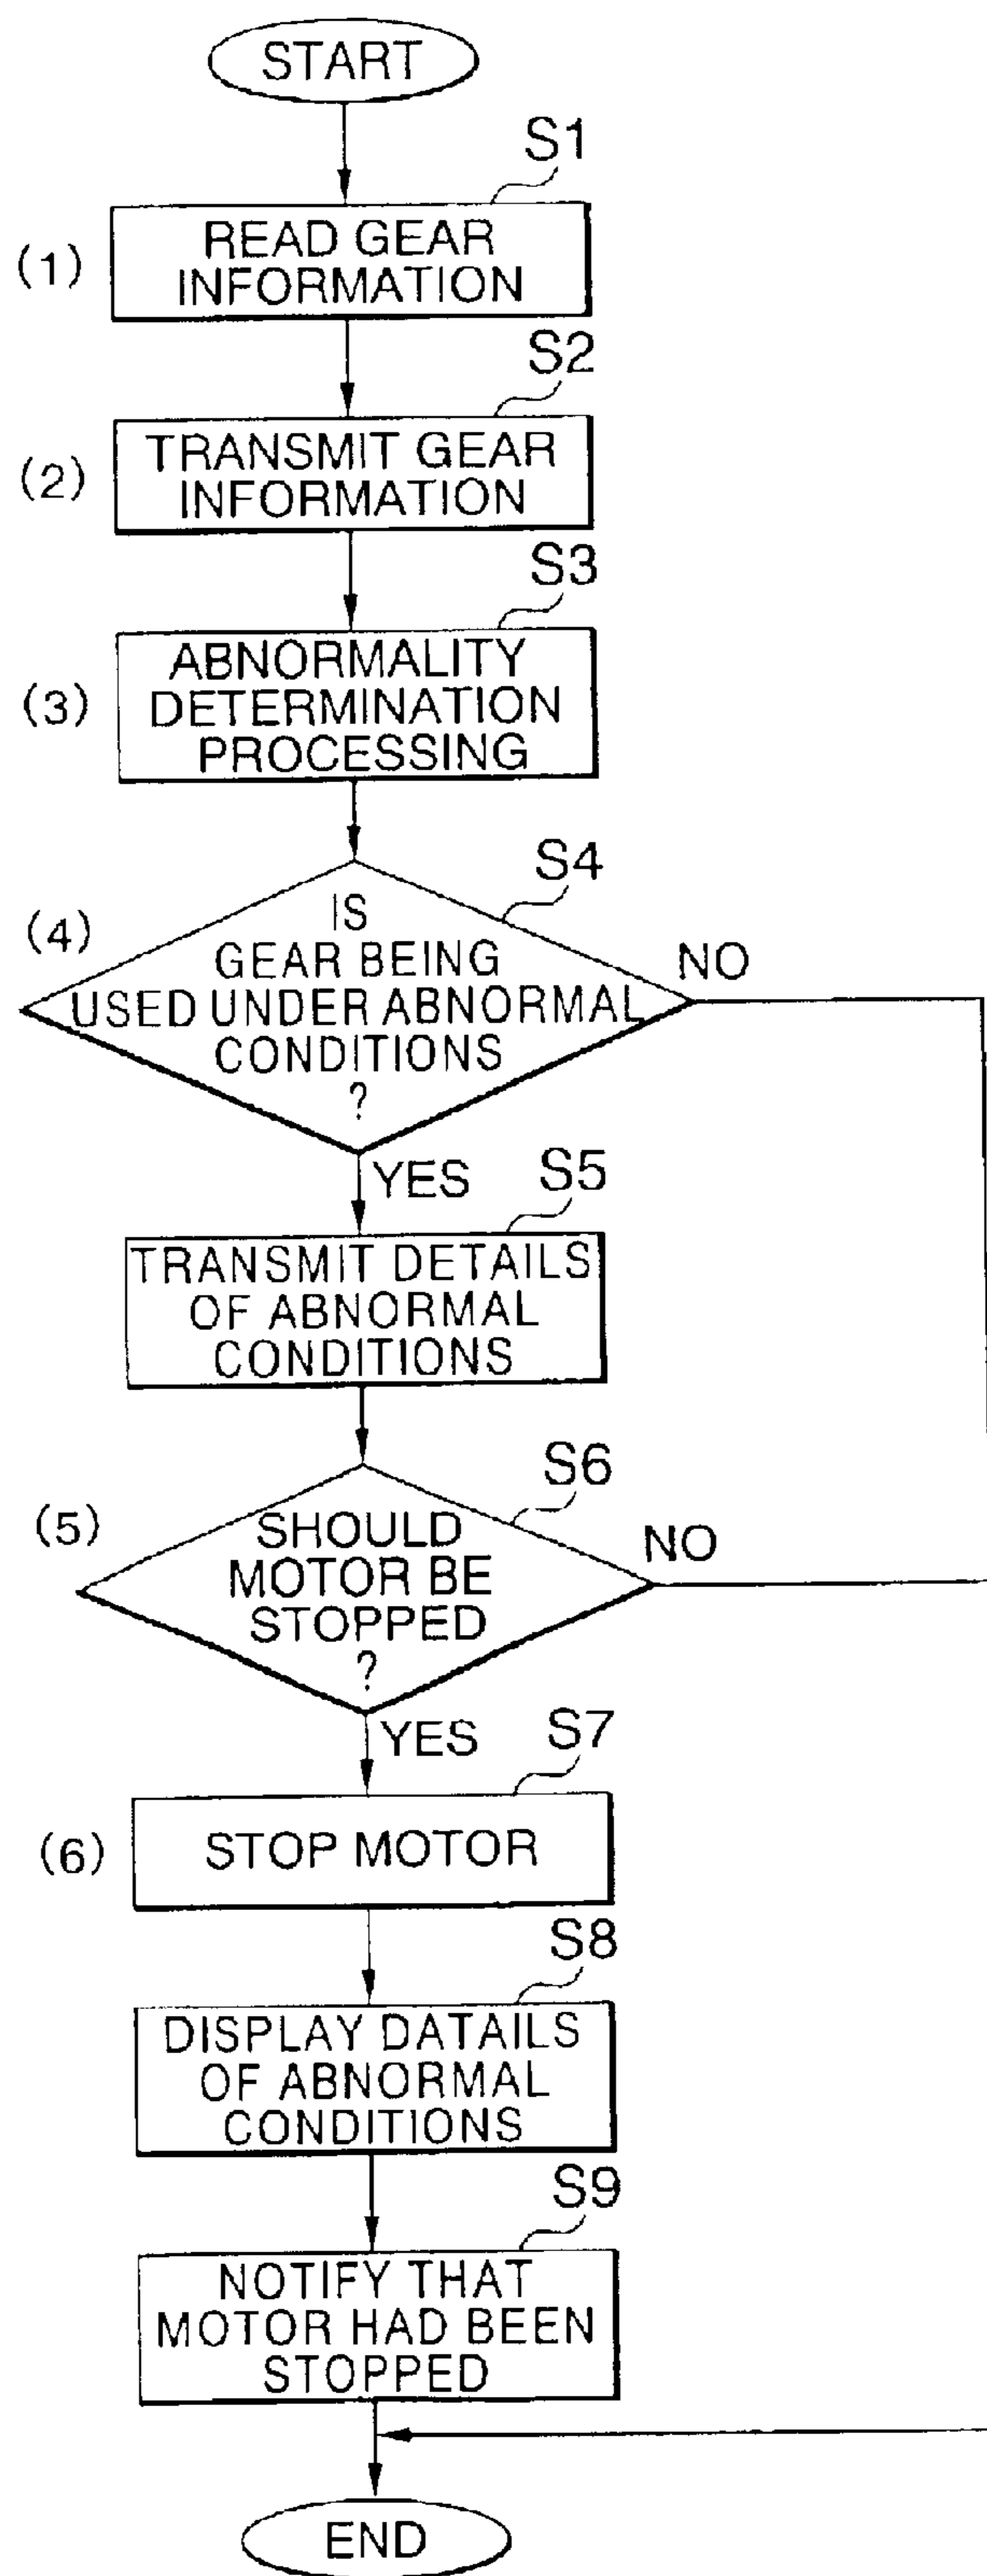 START
S1
(1)
READ GEAR
INFORMATION
S2
(2)
TRANSMIT GEAR
INFORMATION
S3
(3)
ABNORMALITY
DETERMINATION
PROCESSING
S4
(4)
IS
GEAR BEING
USED UNDER ABNORMAL
CONDITIONS
?
NO
YES
S5
TRANSMIT DETAILS
OF ABNORMAL
CONDITIONS
S6
(5)
SHOULD
MOTOR BE
STOPPED
?
NO
YES
S7
(6)
STOP MOTOR
S8
DISPLAY DATAILS
OF ABNORMAL
CONDITIONS
S9
NOTIFY THAT
MOTOR HAD BEEN
STOPPED
END